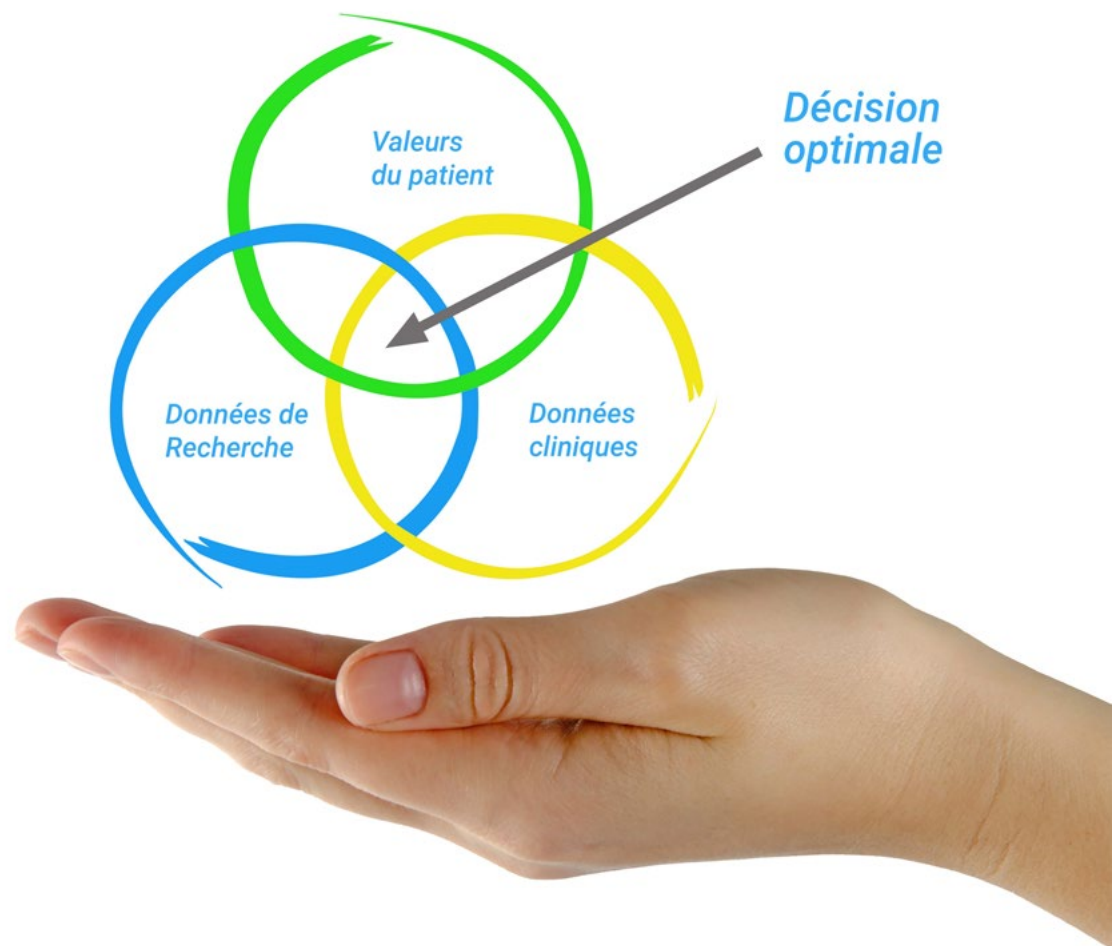 Valeurs
du patient
Décision
optimale
Données de
Recherche
Données
cliniques